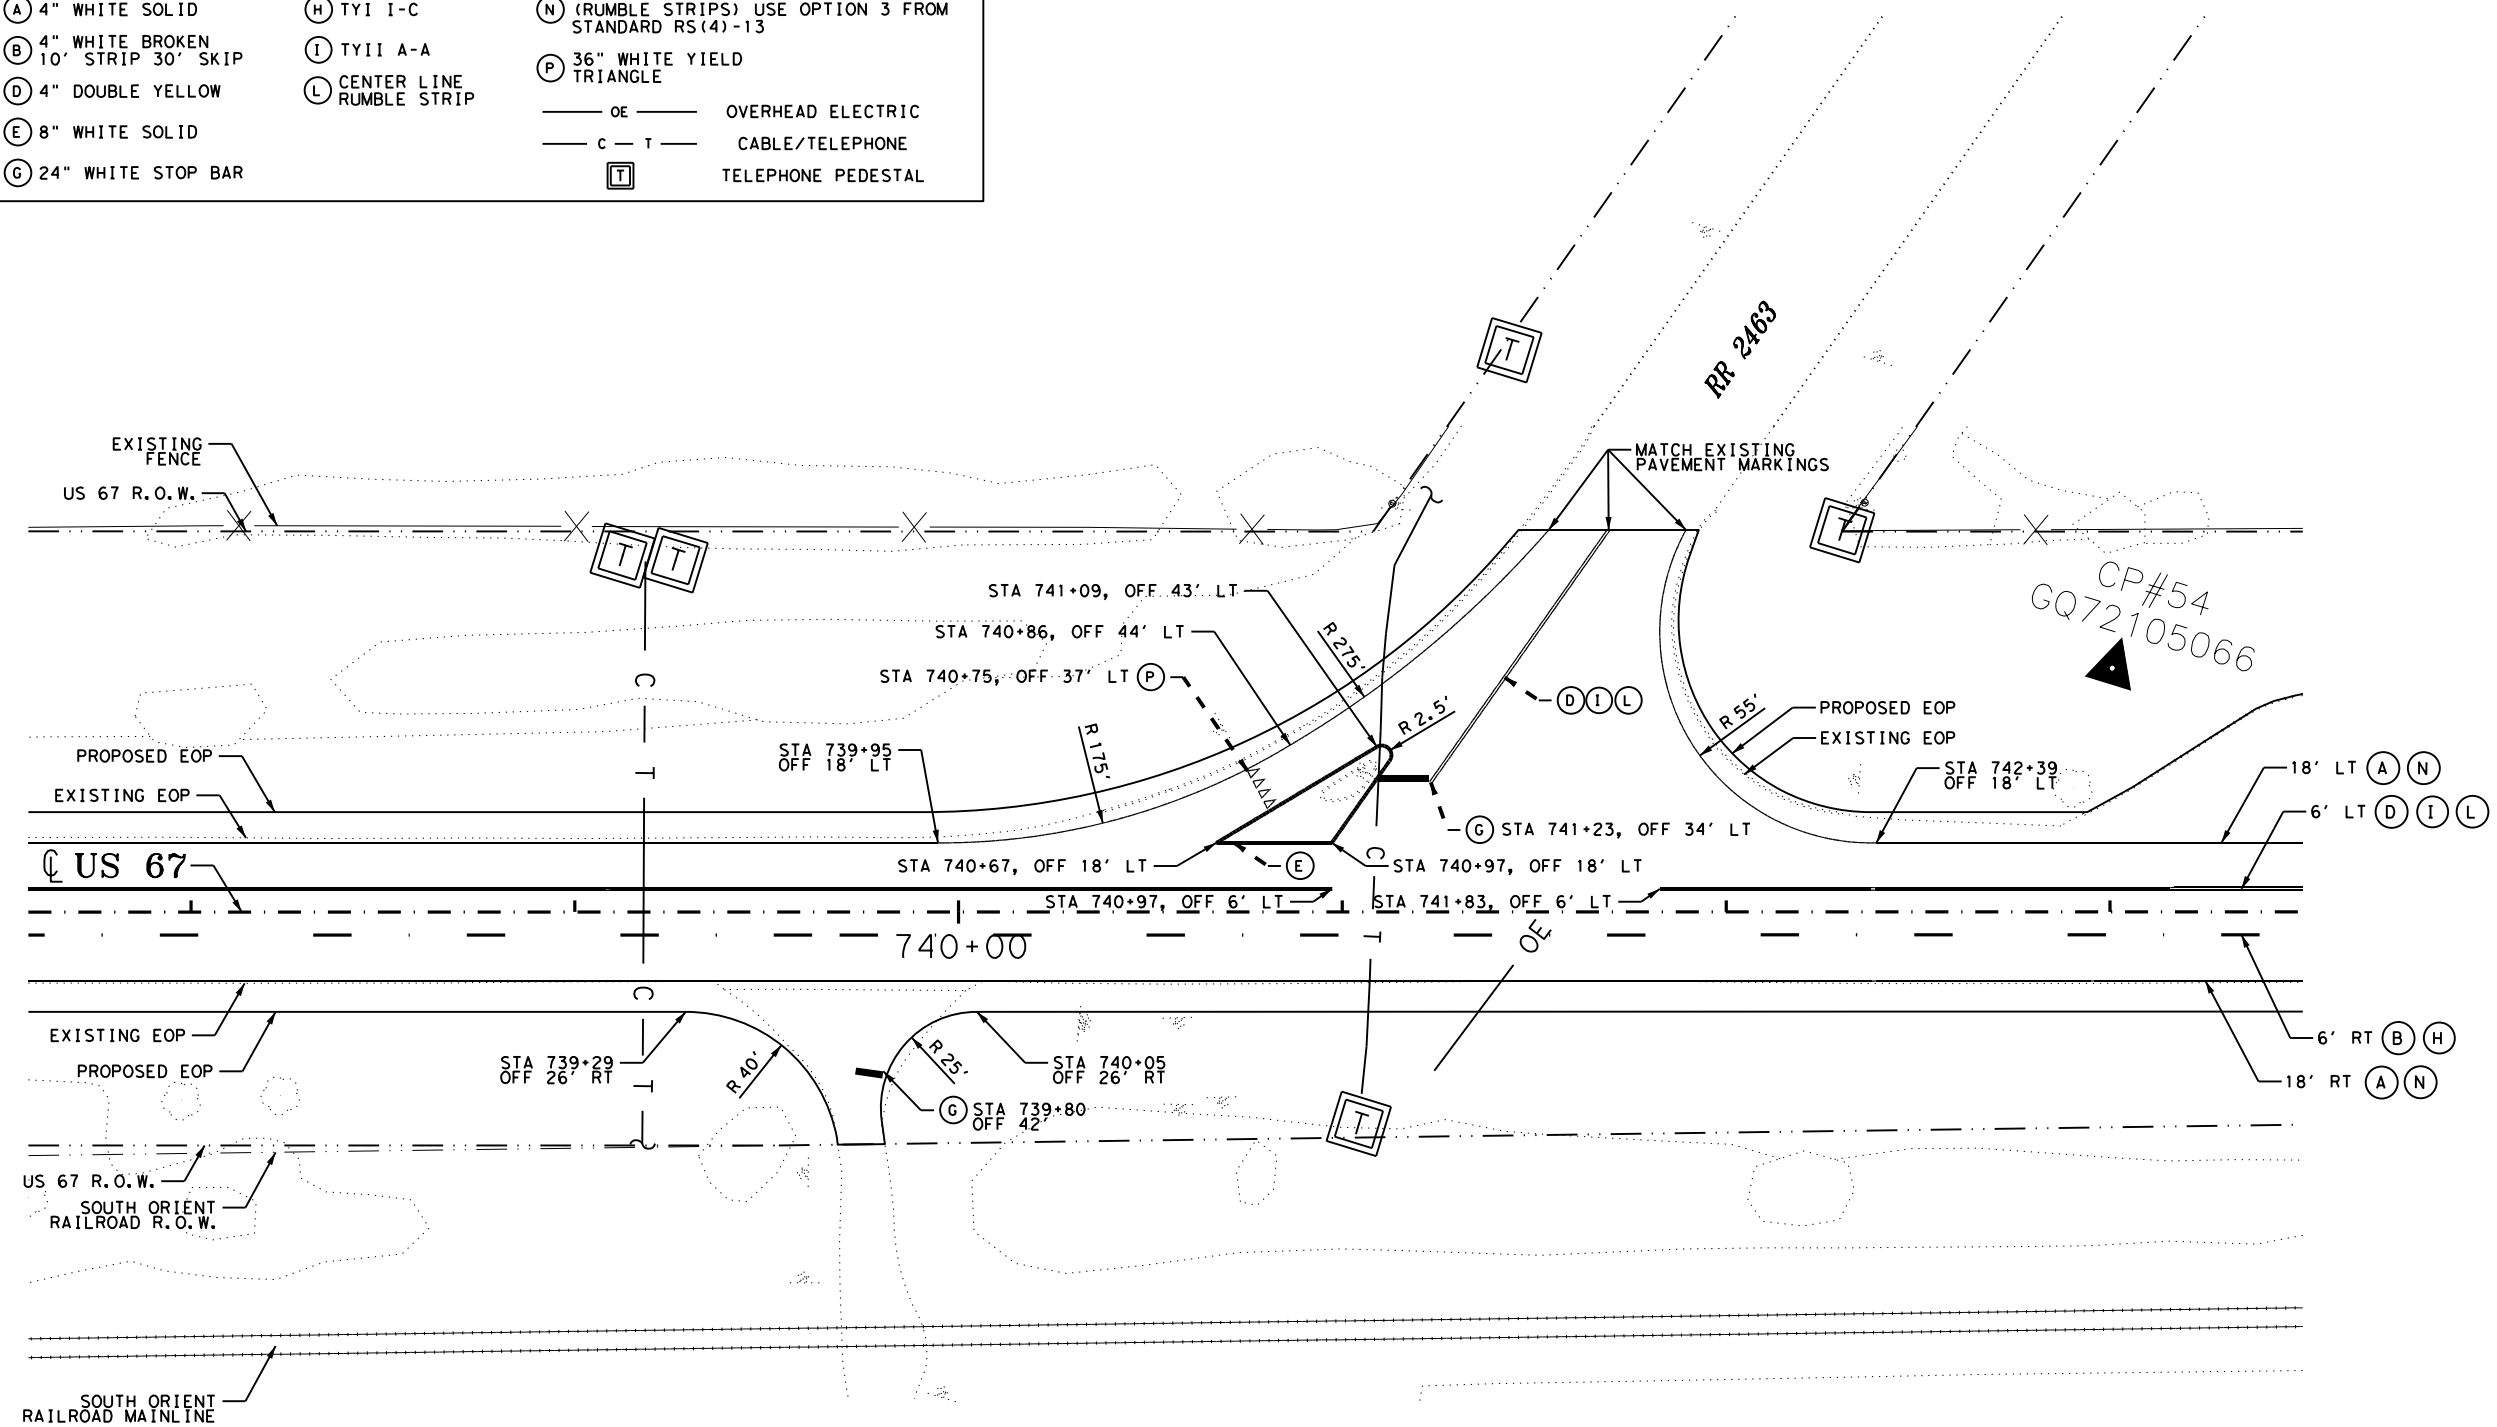 A 4" WHITE SOLID
B 4" WHITE BROKEN
10' STRIP 30' SKIP
D 4" DOUBLE YELLOW
E 8" WHITE SOLID
G 24" WHITE STOP BAR
H TYI I-C
I TYII A-A
L CENTER LINE
RUMBLE STRIP
N (RUMBLE STRIPS) USE OPTION 3 FROM
STANDARD RS(4)-13
P 36" WHITE YIELD
TRIANGLE
OE OVERHEAD ELECTRIC
C T CABLE/TELEPHONE
T TELEPHONE PEDESTAL
RR 2463
T
EXISTING
FENCE
US 67 R.O.W.
MATCH EXISTING
PAVEMENT MARKINGS
T T
T
CP#54
GQ72105066
STA 741+09, OFF 43' LT
STA 740+86, OFF 44' LT
STA 740+75, OFF 37' LT P
R 275'
C
D I L
R 2.5'
R 55'
PROPOSED EOP
EXISTING EOP
PROPOSED EOP
EXISTING EOP
T
STA 739+95
OFF 18' LT
R 175'
STA 742+39
OFF 18' LT
18' LT A N
6' LT D I L
G STA 741+23, OFF 34' LT
C
℄ US 67
STA 740+67, OFF 18' LT
E
STA 740+97, OFF 18' LT
STA 740+97, OFF 6' LT
STA 741+83, OFF 6' LT
740+00
T
OE
C
EXISTING EOP
PROPOSED EOP
6' RT B H
18' RT A N
STA 739+29
OFF 26' RT
T
R 40'
R 25'
STA 740+05
OFF 26' RT
G STA 739+80
OFF 42'
T
US 67 R.O.W.
SOUTH ORIENT
RAILROAD R.O.W.
SOUTH ORIENT
RAILROAD MAINLINE